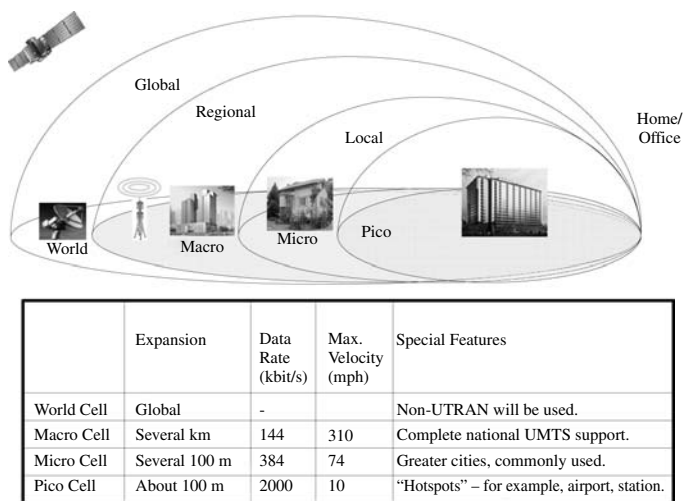 Global
Regional
Local
Home/
Office
World
Macro
Micro
Pico
Expansion
Data
Rate
(kbit/s)
Max.
Velocity
(mph)
Special Features
World Cell Global - Non-UTRAN will be used.
Macro Cell Several km 144 310 Complete national UMTS support.
Micro Cell Several 100 m 384 74 Greater cities, commonly used.
Pico Cell About 100 m 2000 10 “Hotspots” – for example, airport, station.